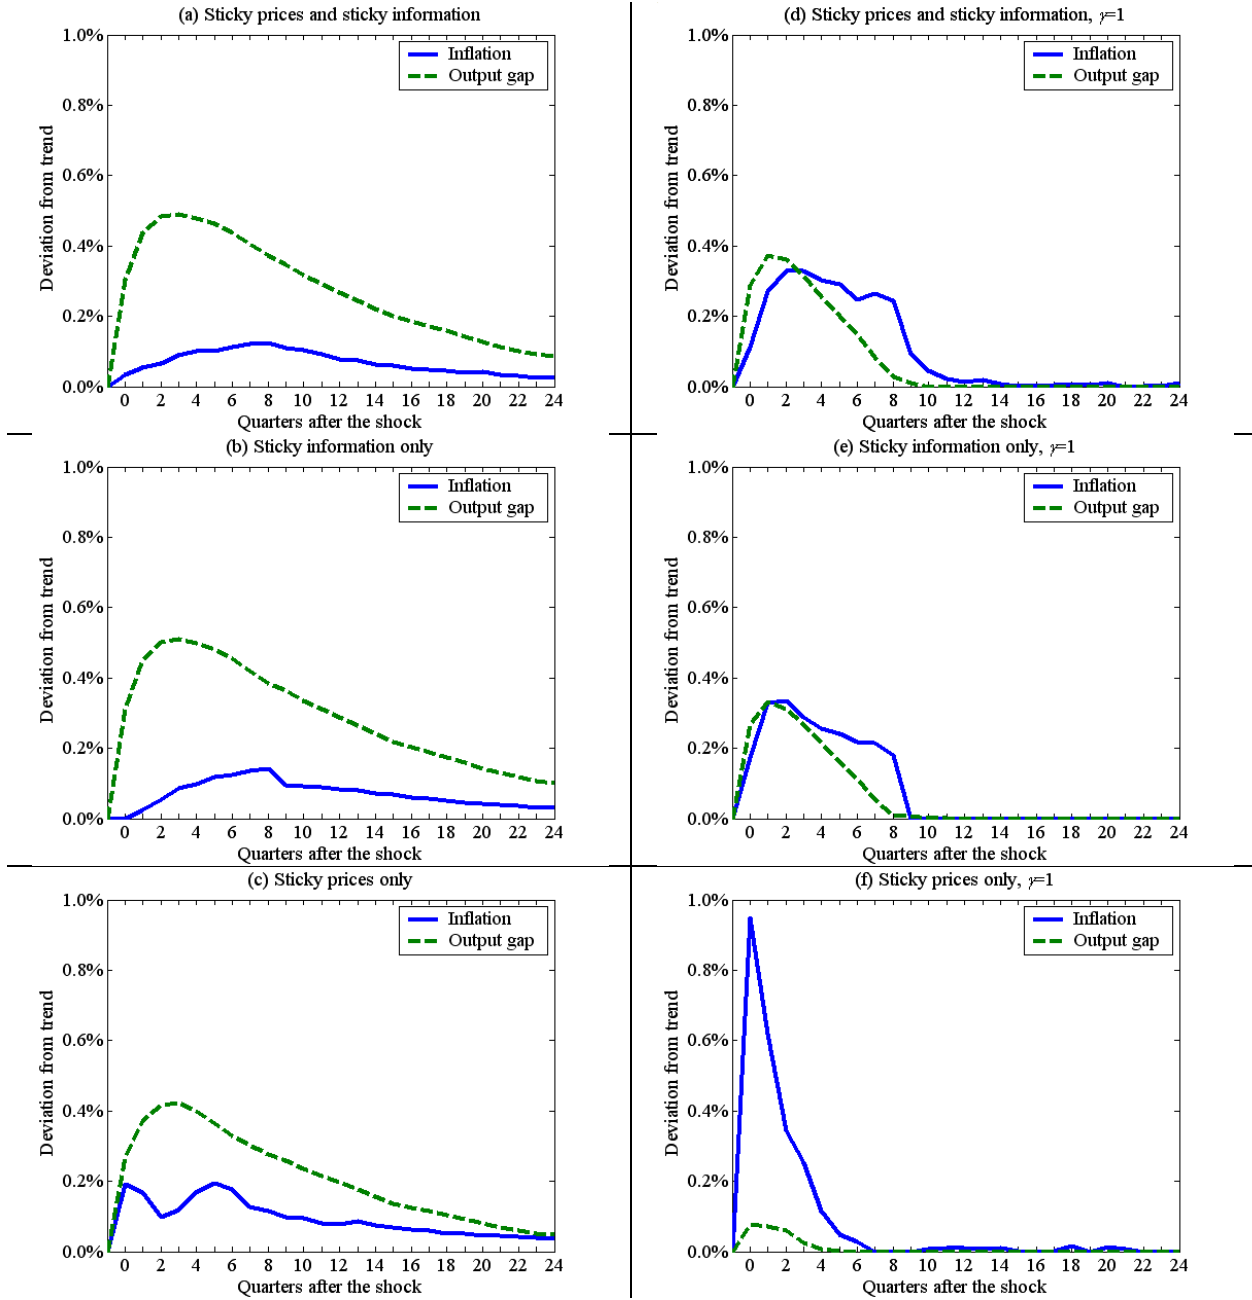 (a) Sticky prices and sticky information
1.0%
0.8%
0.6%
0.4%
0.2%
0.0%
Deviation from trend
Inflation
Output gap
0 2 4 6 8 10 12 14 16 18 20 22 24
Quarters after the shock
(d) Sticky prices and sticky information, γ=1
1.0%
0.8%
0.6%
0.4%
0.2%
0.0%
Deviation from trend
Inflation
Output gap
0 2 4 6 8 10 12 14 16 18 20 22 24
Quarters after the shock
(b) Sticky information only
1.0%
0.8%
0.6%
0.4%
0.2%
0.0%
Deviation from trend
Inflation
Output gap
0 2 4 6 8 10 12 14 16 18 20 22 24
Quarters after the shock
(e) Sticky information only, γ=1
1.0%
0.8%
0.6%
0.4%
0.2%
0.0%
Deviation from trend
Inflation
Output gap
0 2 4 6 8 10 12 14 16 18 20 22 24
Quarters after the shock
(c) Sticky prices only
1.0%
0.8%
0.6%
0.4%
0.2%
0.0%
Deviation from trend
Inflation
Output gap
0 2 4 6 8 10 12 14 16 18 20 22 24
Quarters after the shock
(f) Sticky prices only, γ=1
1.0%
0.8%
0.6%
0.4%
0.2%
0.0%
Deviation from trend
Inflation
Output gap
0 2 4 6 8 10 12 14 16 18 20 22 24
Quarters after the shock